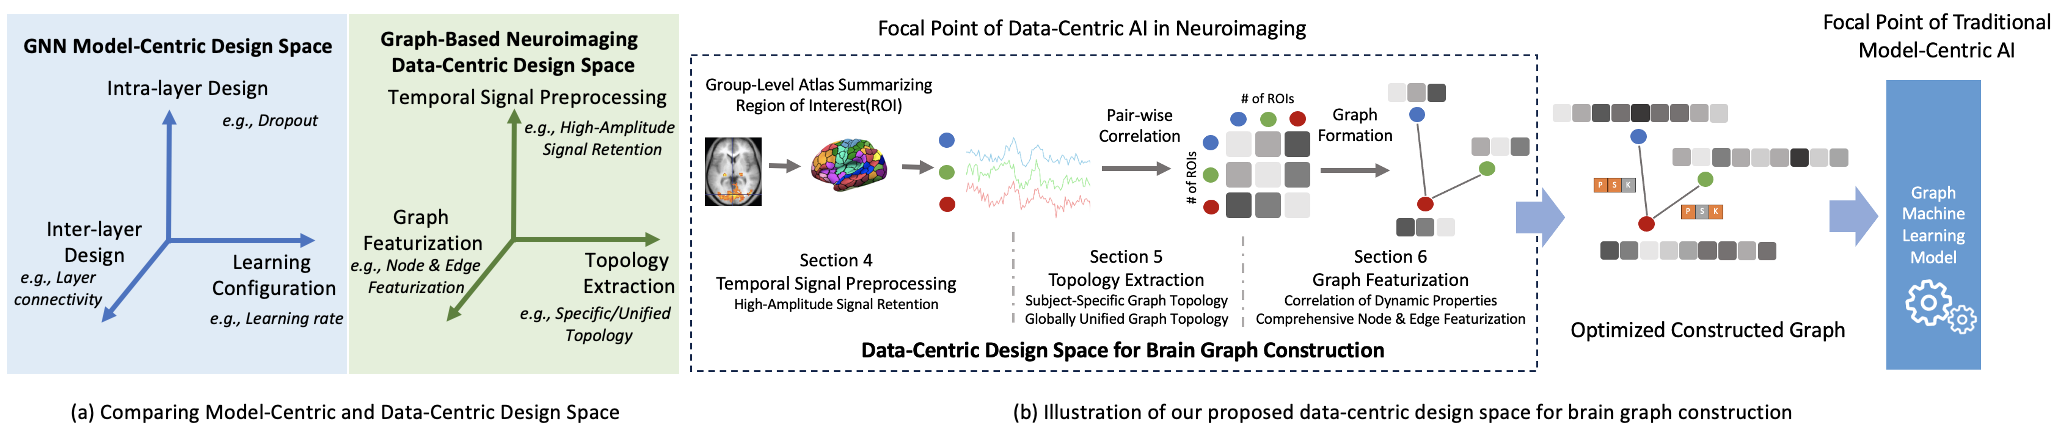 GNN Model-Centric Design Space
Intra-layer Design
e.g., Dropout
Inter-layer
Design
e.g., Layer
connectivity
Learning
Configuration
e.g., Learning rate
Graph-Based Neuroimaging
Data-Centric Design Space
Temporal Signal Preprocessing
e.g., High-Amplitude
Signal Retention
Graph
Featurization
e.g., Node & Edge
Featurization
Topology
Extraction
e.g., Specific/Unified
Topology
(a) Comparing Model-Centric and Data-Centric Design Space
Focal Point of Data-Centric AI in Neuroimaging
Group-Level Atlas Summarizing
Region of Interest(ROI)
Pair-wise
Correlation
# of ROIs
# of ROIs
Graph
Formation
Section 4
Temporal Signal Preprocessing
High-Amplitude Signal Retention
Section 5
Topology Extraction
Subject-Specific Graph Topology
Globally Unified Graph Topology
Section 6
Graph Featurization
Correlation of Dynamic Properties
Comprehensive Node & Edge Featurization
Data-Centric Design Space for Brain Graph Construction
P S K
P S K
Optimized Constructed Graph
Focal Point of Traditional
Model-Centric AI
Graph
Machine
Learning
Model
(b) Illustration of our proposed data-centric design space for brain graph construction